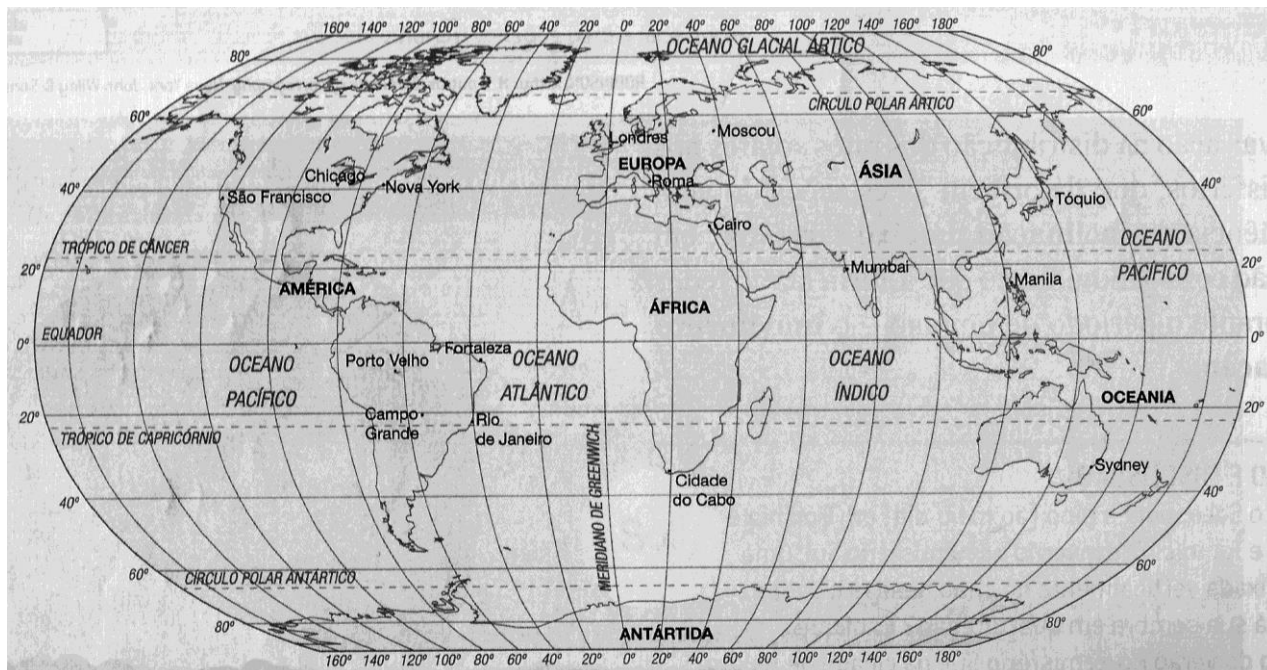 160° 140° 120° 100° 80° 60° 40° 20° 0° 20° 40° 60° 80° 100° 120° 140° 160° 180°
80° OCEANO GLACIAL ÁRTICO 80°
CÍRCULO POLAR ÁRTICO
60° 60°
Londres Moscou
EUROPA ÁSIA
Chicago Nova York Roma
40° 40°
São Francisco Tóquio
Cairo
TRÓPICO DE CÂNCER OCEANO
20° PACÍFICO 20°
Mumbai Manila
AMÉRICA ÁFRICA
EQUADOR
0° 0°
OCEANO Porto Velho Fortaleza OCEANO OCEANO
PACÍFICO ATLÂNTICO ÍNDICO OCEANIA
20° Campo Rio 20°
Grande de Janeiro
TRÓPICO DE CAPRICÓRNIO
Cidade Sydney
do Cabo
40° 40°
MERIDIANO DE GREENWICH
60° CÍRCULO POLAR ANTÁRTICO 60°
80° ANTÁRTIDA 80°
160° 140° 120° 100° 80° 60° 40° 20° 0° 20° 40° 60° 80° 100° 120° 140° 160° 180°